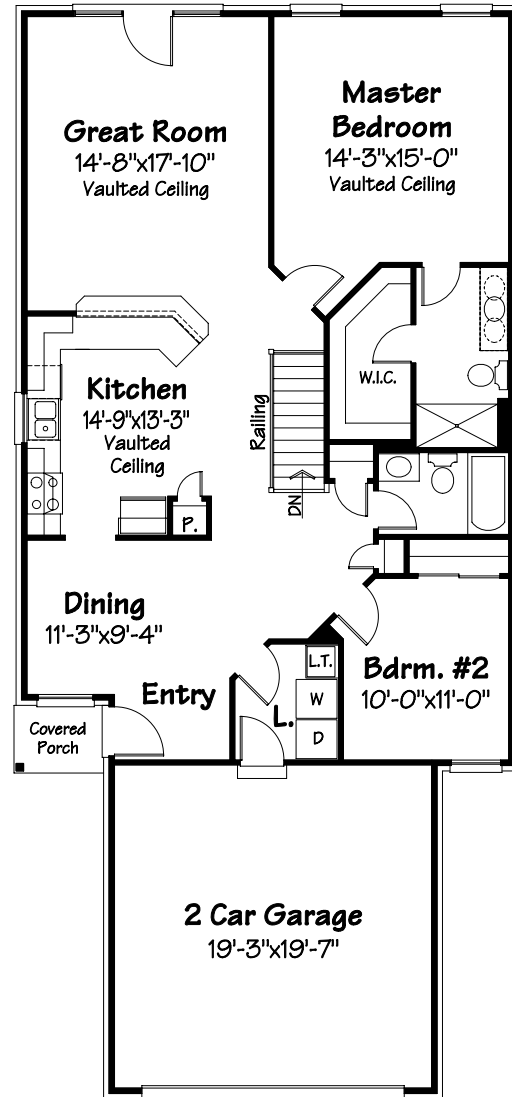 Great Room
14'-8"x17'-10"
Vaulted Ceiling
Master
Bedroom
14'-3"x15'-0"
Vaulted Ceiling
Kitchen
14'-9"x13'-3"
Vaulted
Ceiling
Railing
W.I.C.
DN
P.
Dining
11'-3"x9'-4"
Entry
L.T.
W
L.
D
Bdrm. #2
10'-0"x11'-0"
Covered
Porch
2 Car Garage
19'-3"x19'-7"